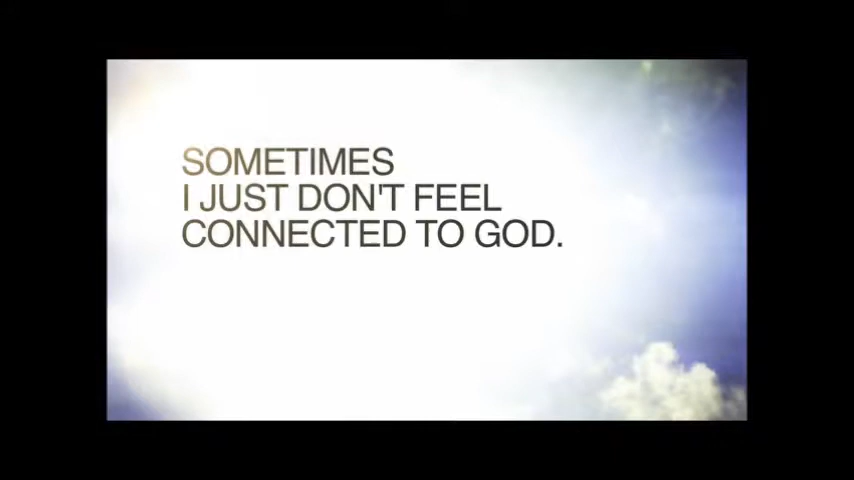 SOMETIMES
I JUST DON'T FEEL
CONNECTED TO GOD.